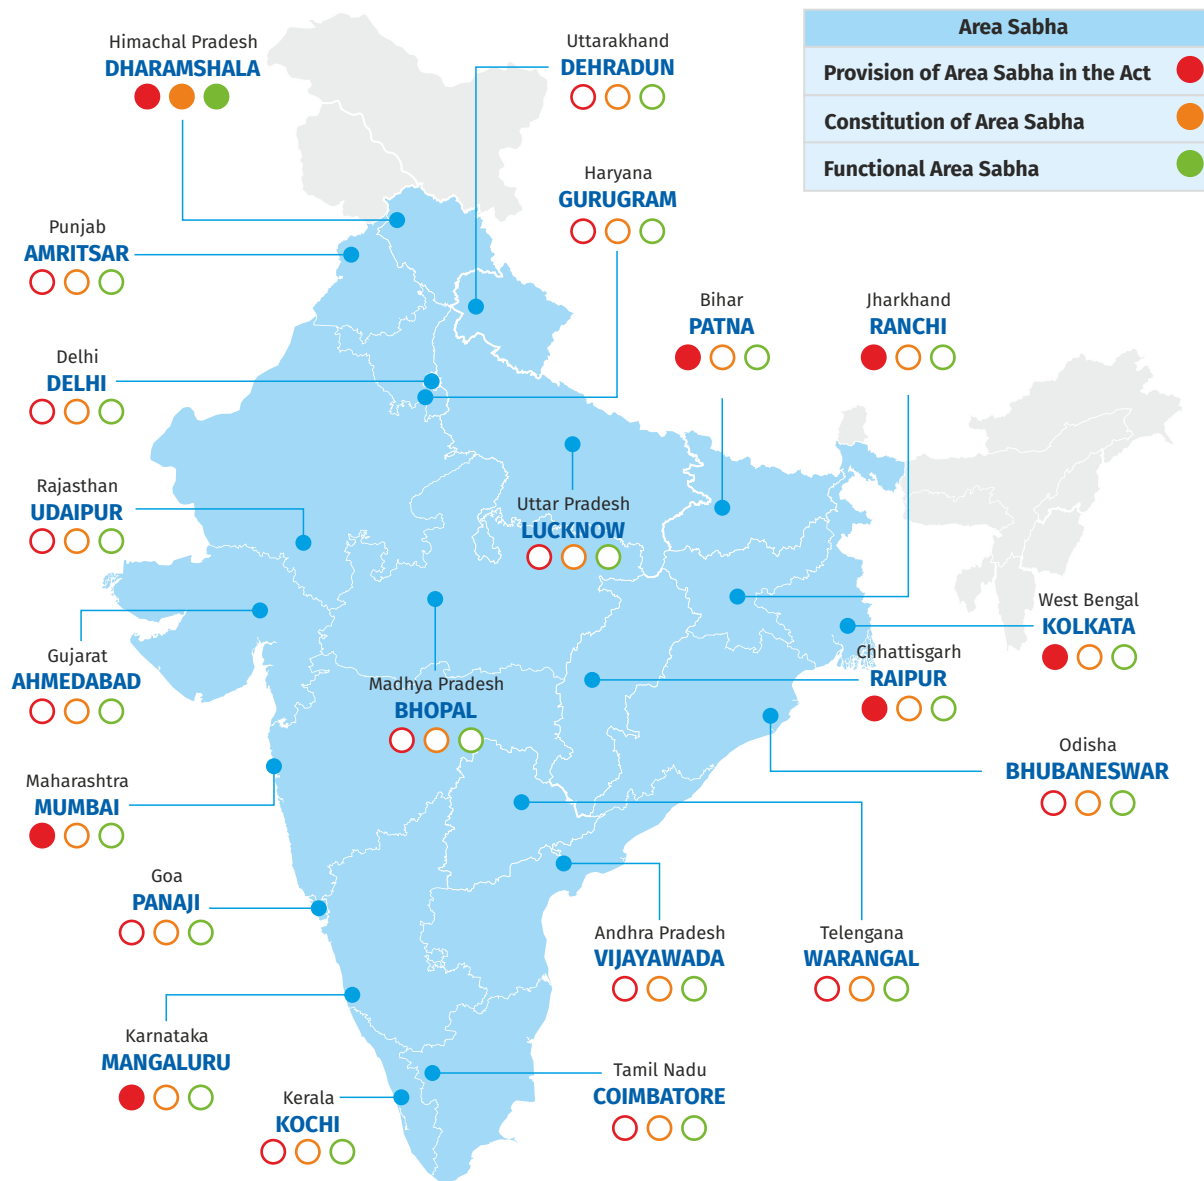 Area Sabha
Provision of Area Sabha in the Act
Constitution of Area Sabha
Functional Area Sabha
Himachal Pradesh
DHARAMSHALA
Uttarakhand
DEHRADUN
Haryana
GURUGRAM
Punjab
AMRITSAR
Bihar
PATNA
Jharkhand
RANCHI
Delhi
DELHI
Rajasthan
UDAIPUR
Uttar Pradesh
LUCKNOW
West Bengal
KOLKATA
Gujarat
AHMEDABAD
Madhya Pradesh
BHOPAL
Chhattisgarh
RAIPUR
Odisha
BHUBANESWAR
Maharashtra
MUMBAI
Goa
PANAJI
Andhra Pradesh
VIJAYAWADA
Telengana
WARANGAL
Karnataka
MANGALURU
Kerala
KOCHI
Tamil Nadu
COIMBATORE